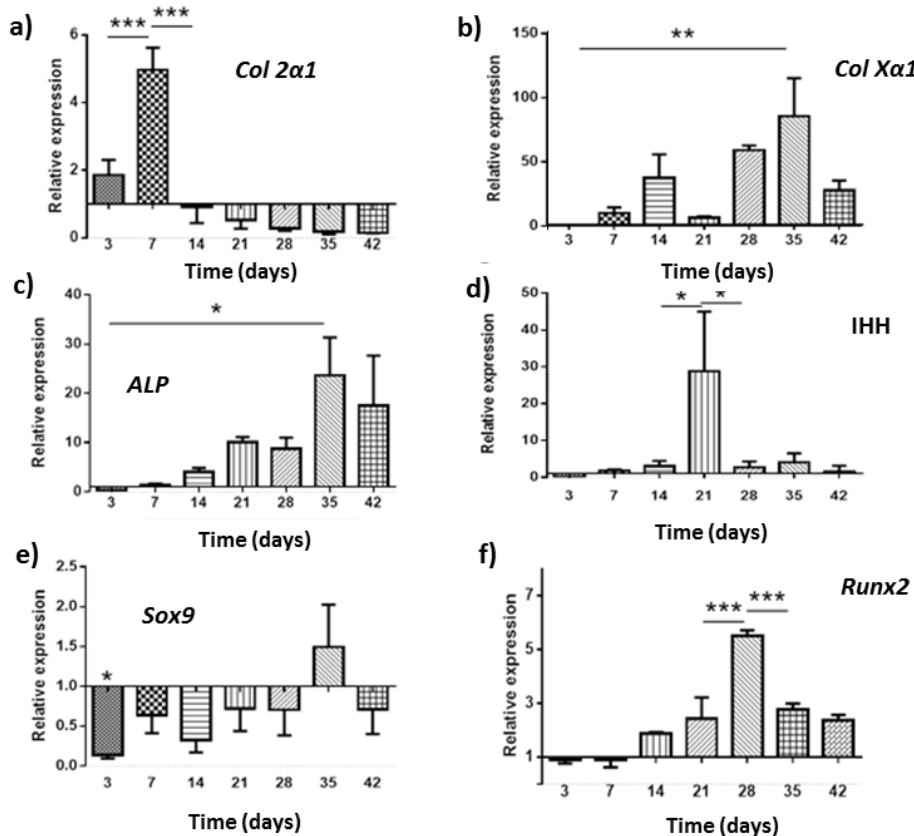 a)
*** ***
Col 2α1
6
4
2
0
Relative expression
3 7 14 21 28 35 42
Time (days)
b)
**
Col Xα1
150
100
50
0
Relative expression
3 7 14 21 28 35 42
Time (days)
c)
*
ALP
40
30
20
10
0
Relative expression
3 7 14 21 28 35 42
Time (days)
d)
* *
IHH
50
40
30
20
10
0
Relative expression
3 7 14 21 28 35 42
Time (days)
e)
Sox9
*
2.5
2.0
1.5
1.0
0.5
0.0
Relative expression
3 7 14 21 28 35 42
Time (days)
f)
Runx2
*** ***
7
5
3
1
Relative expression
3 7 14 21 28 35 42
Time (days)